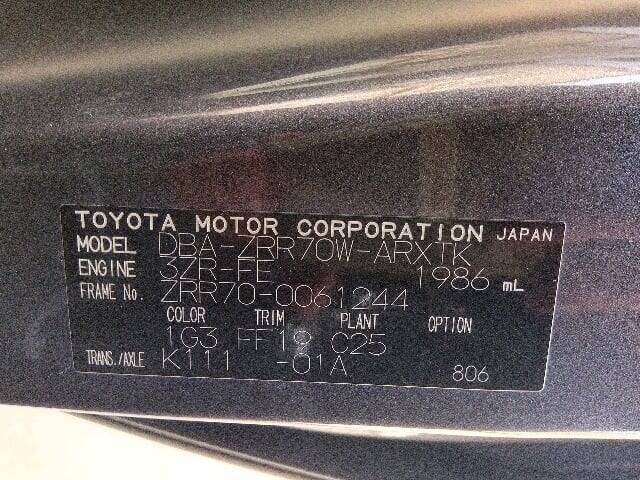 TOYOTA MOTOR CORPORATION JAPAN
MODEL DBA-ZRR70W-ARXTK
ENGINE 3ZR-FE 1986 mL
FRAME No. ZRR70-0061244
COLOR TRIM PLANT OPTION
1G3 FF19 C25
TRANS./AXLE K111 -01A 806